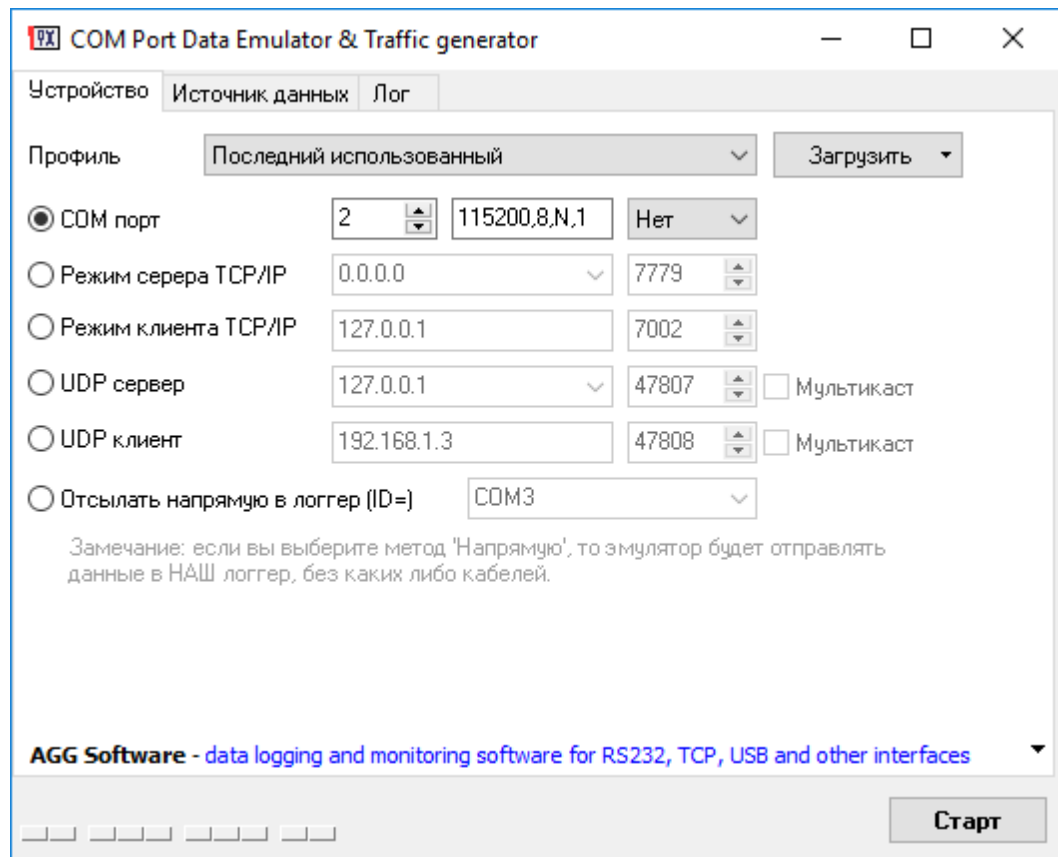 COM Port Data Emulator & Traffic generator
Устройство Источник данных Лог
Профиль Последний использованный Загрузить
COM порт 2 115200,8,N,1 Нет
Режим серера TCP/IP 0.0.0.0 7779
Режим клиента TCP/IP 127.0.0.1 7002
UDP сервер 127.0.0.1 47807 Мультикаст
UDP клиент 192.168.1.3 47808 Мультикаст
Отсылать напрямую в логгер (ID=) COM3
Замечание: если вы выберите метод 'Напрямую', то эмулятор будет отправлять
данные в НАШ логгер, без каких либо кабелей.
AGG Software - data logging and monitoring software for RS232, TCP, USB and other interfaces
Старт